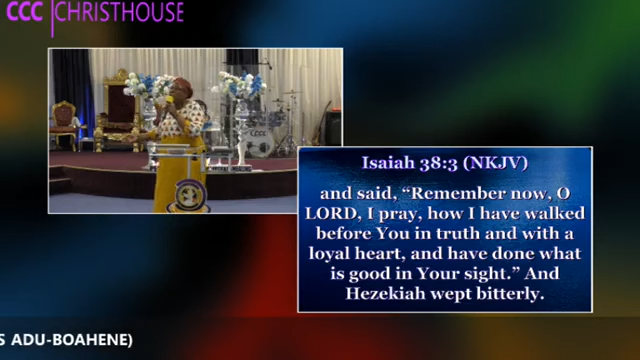 CCC CHRISTHOUSE
CCC
Isaiah 38:3 (NKJV)
and said, “Remember now, O
LORD, I pray, how I have walked
before You in truth and with a
loyal heart, and have done what
is good in Your sight.” And
Hezekiah wept bitterly.
S ADU-BOAHENE)